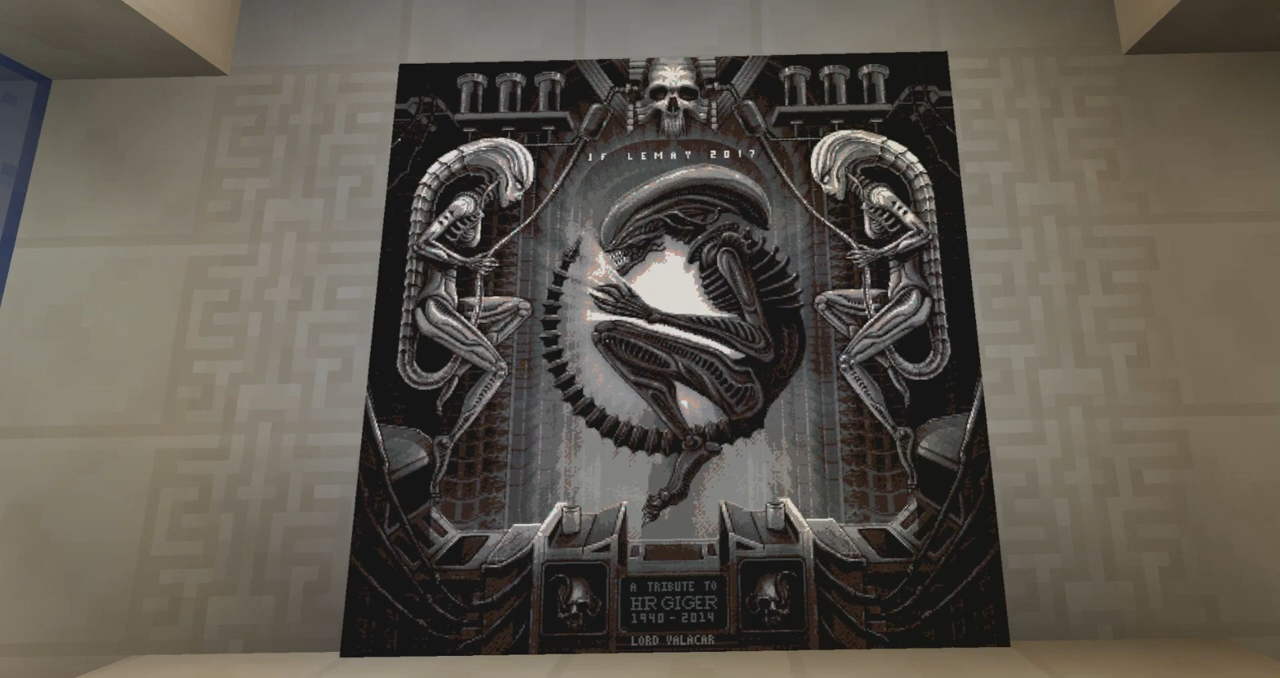 JF LEMAY 2017
A TRIBUTE TO
HR GIGER
1940-2014
LORD VALACAR